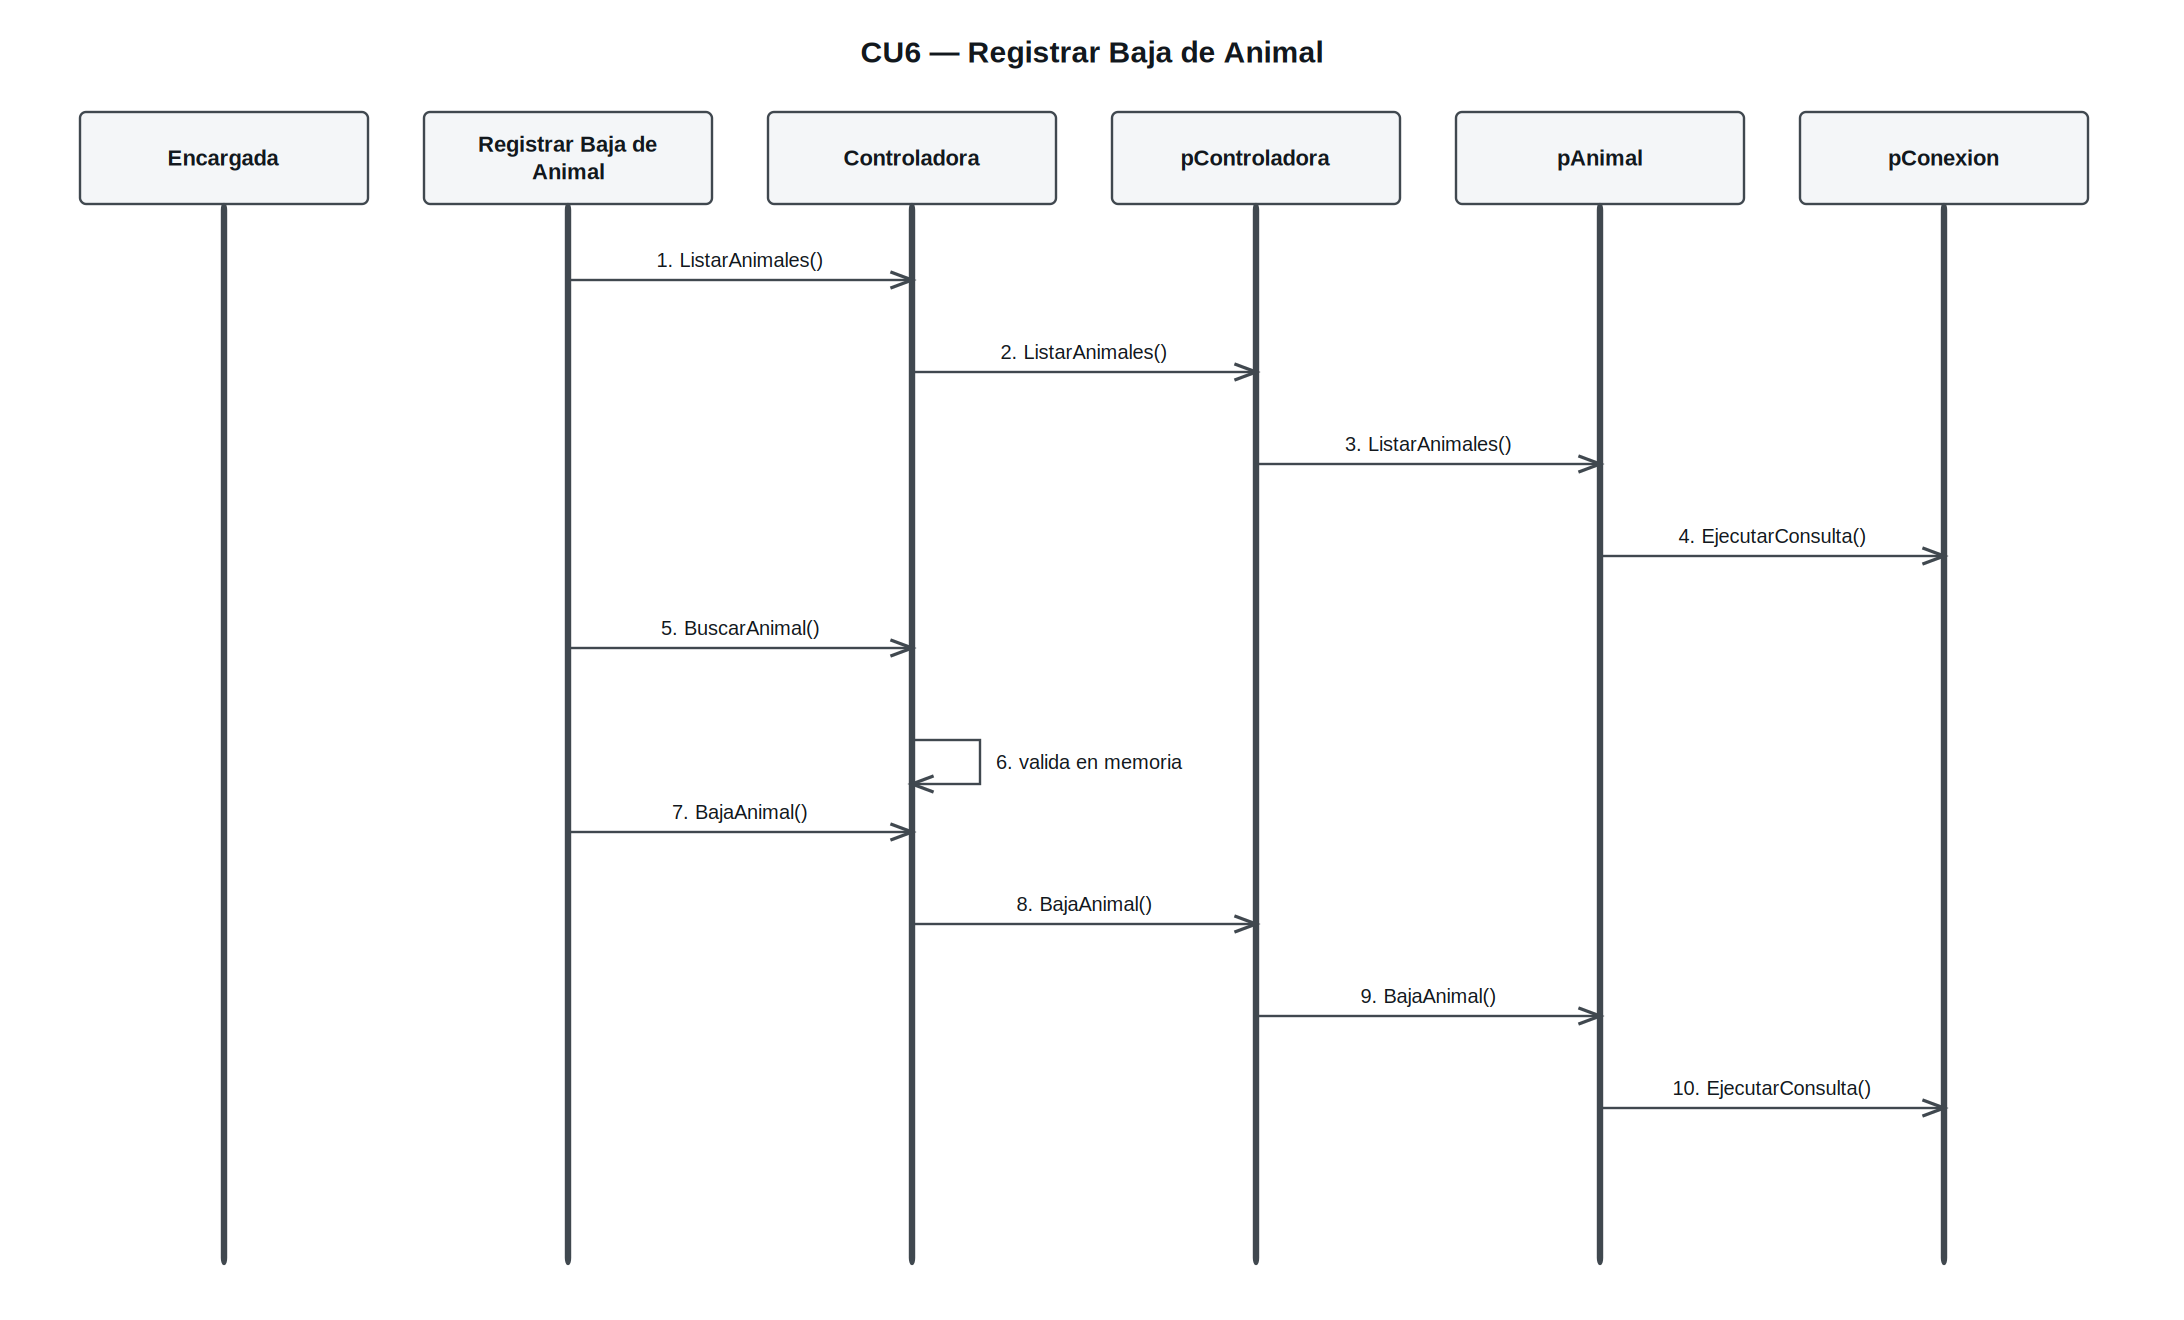 CU6 — Registrar Baja de Animal
Encargada
Registrar Baja de
Animal
Controladora
pControladora
pAnimal
pConexion
1. ListarAnimales()
2. ListarAnimales()
3. ListarAnimales()
4. EjecutarConsulta()
5. BuscarAnimal()
6. valida en memoria
7. BajaAnimal()
8. BajaAnimal()
9. BajaAnimal()
10. EjecutarConsulta()